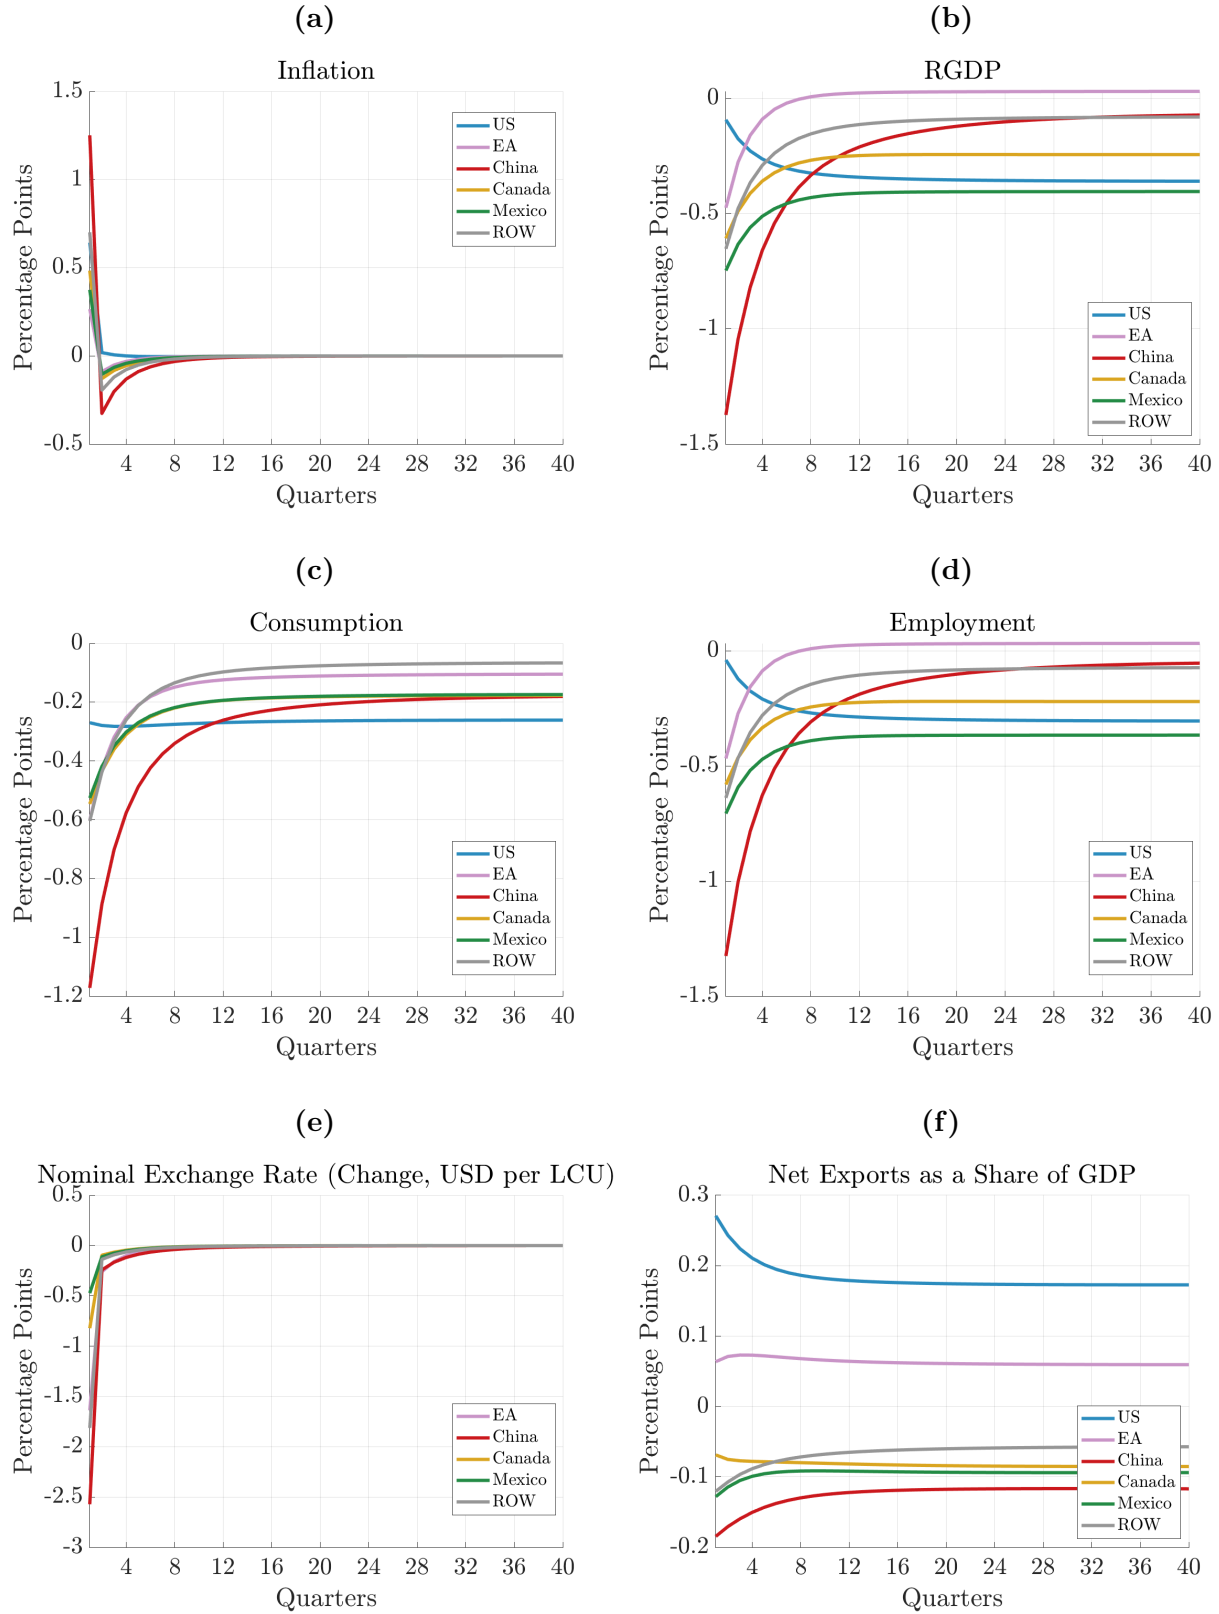 (a)
Inflation
Percentage Points
1.5
1
0.5
0
-0.5
4 8 12 16 20 24 28 32 36 40
Quarters
US
EA
China
Canada
Mexico
ROW
(b)
RGDP
Percentage Points
0
-0.5
-1
-1.5
4 8 12 16 20 24 28 32 36 40
Quarters
US
EA
China
Canada
Mexico
ROW
(c)
Consumption
Percentage Points
0
-0.2
-0.4
-0.6
-0.8
-1
-1.2
4 8 12 16 20 24 28 32 36 40
Quarters
US
EA
China
Canada
Mexico
ROW
(d)
Employment
Percentage Points
0
-0.5
-1
-1.5
4 8 12 16 20 24 28 32 36 40
Quarters
US
EA
China
Canada
Mexico
ROW
(e)
Nominal Exchange Rate (Change, USD per LCU)
Percentage Points
0.5
0
-0.5
-1
-1.5
-2
-2.5
-3
4 8 12 16 20 24 28 32 36 40
Quarters
EA
China
Canada
Mexico
ROW
(f)
Net Exports as a Share of GDP
Percentage Points
0.3
0.2
0.1
0
-0.1
-0.2
4 8 12 16 20 24 28 32 36 40
Quarters
US
EA
China
Canada
Mexico
ROW